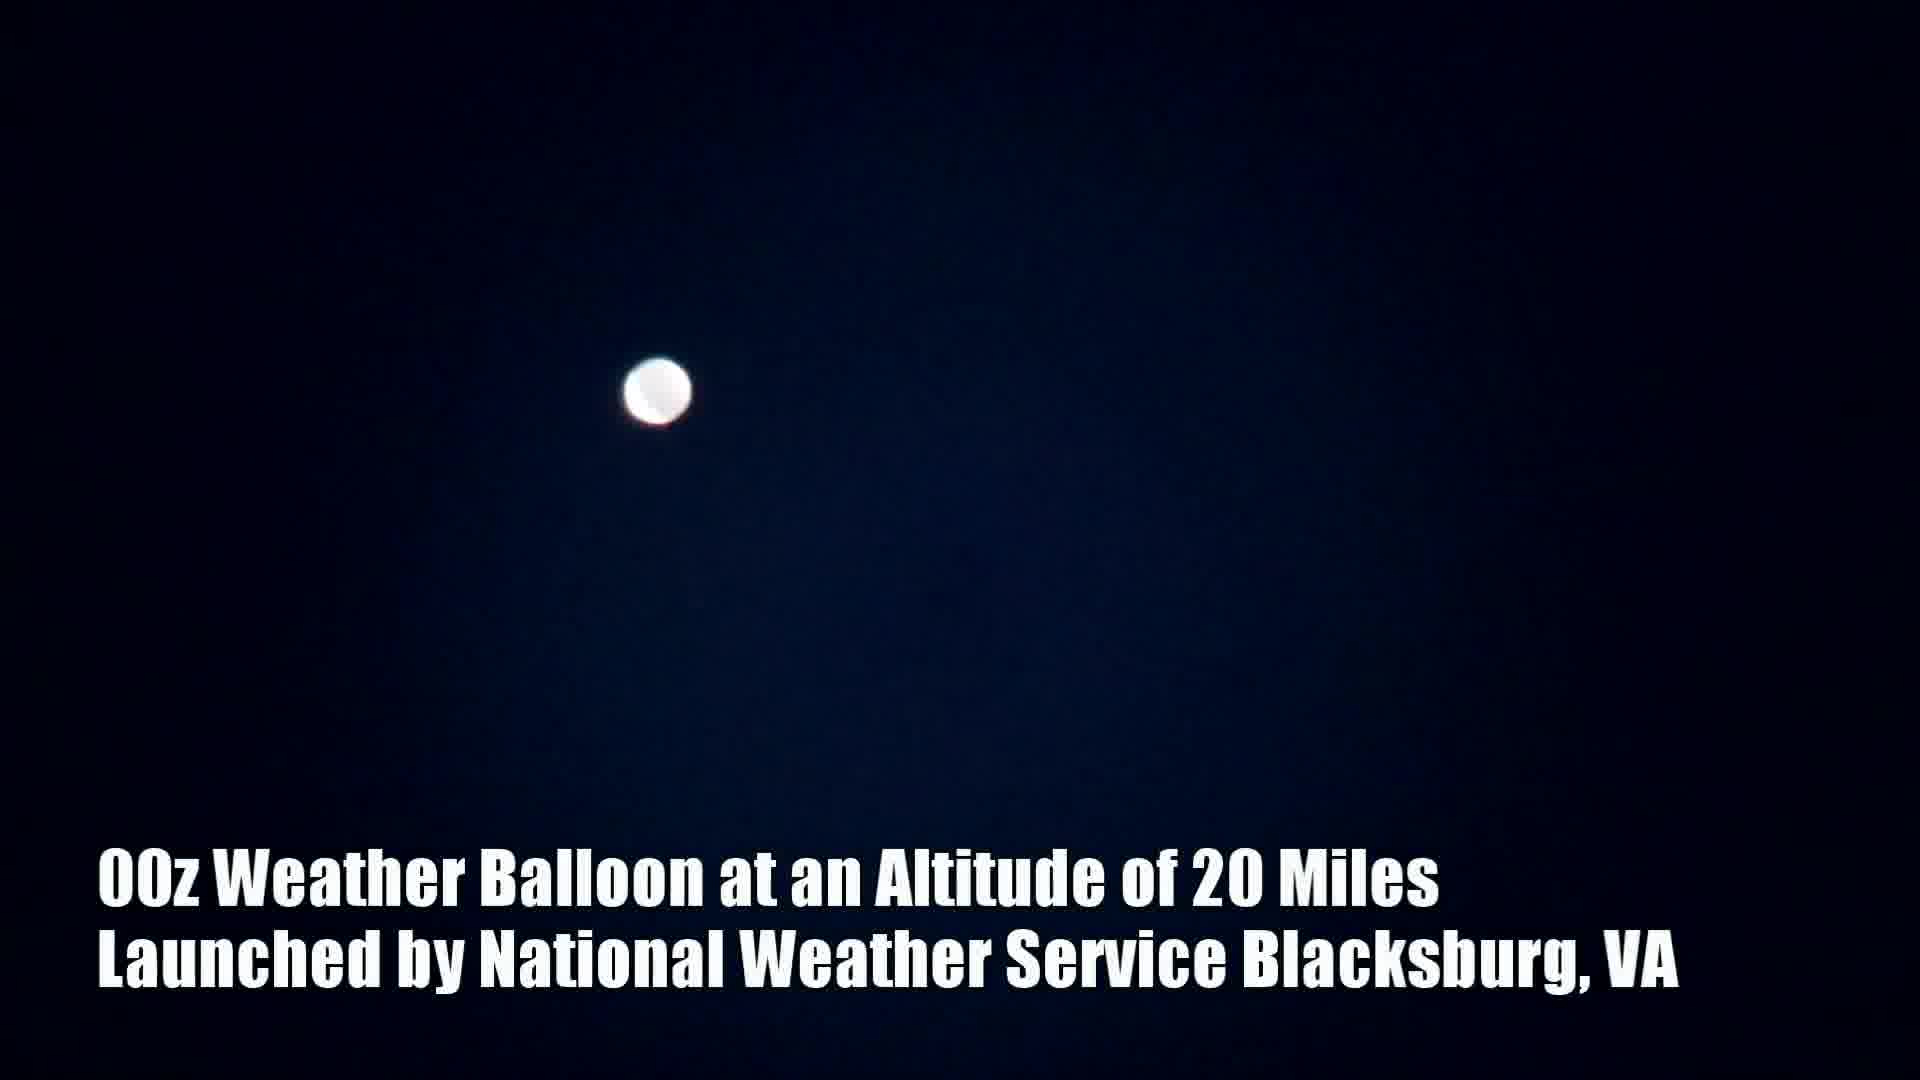 00z Weather Balloon at an Altitude of 20 Miles
Launched by National Weather Service Blacksburg, VA